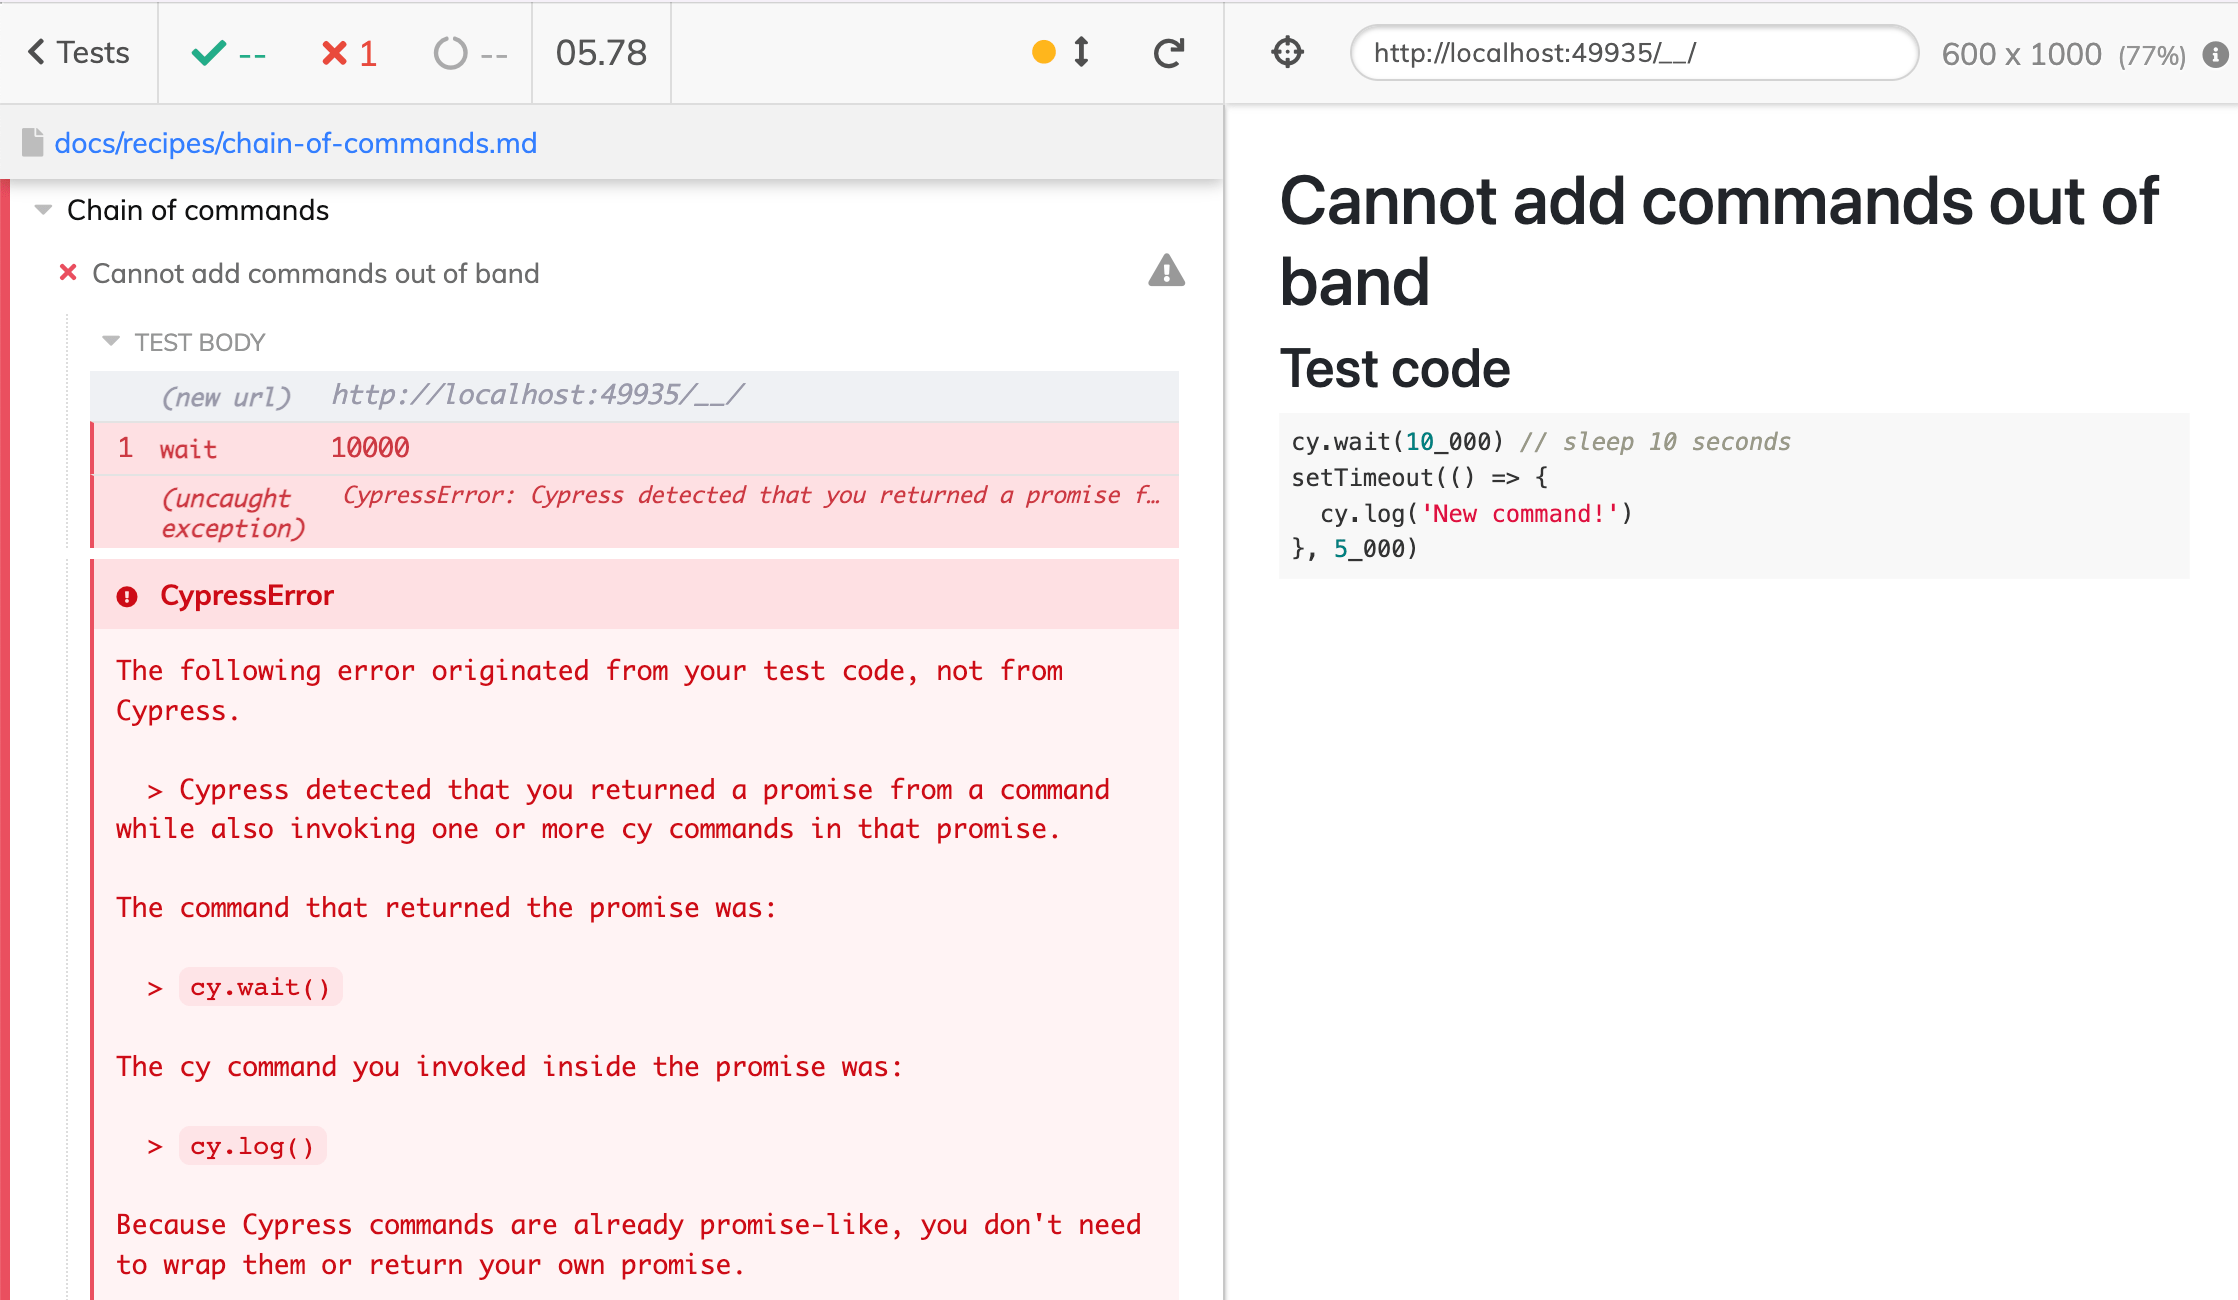 Tests -- 1 -- 05.78
http://localhost:49935/__/ 600 x 1000 (77%)
docs/recipes/chain-of-commands.md
Chain of commands
Cannot add commands out of band
TEST BODY
(new url) http://localhost:49935/__/
1 wait 10000
(uncaught exception) CypressError: Cypress detected that you returned a promise f…
CypressError
The following error originated from your test code, not from
Cypress.
> Cypress detected that you returned a promise from a command
while also invoking one or more cy commands in that promise.
The command that returned the promise was:
> cy.wait()
The cy command you invoked inside the promise was:
> cy.log()
Because Cypress commands are already promise-like, you don't need
to wrap them or return your own promise.
Cannot add commands out of
band
Test code
cy.wait(10_000) // sleep 10 seconds
setTimeout(() => {
  cy.log('New command!')
}, 5_000)